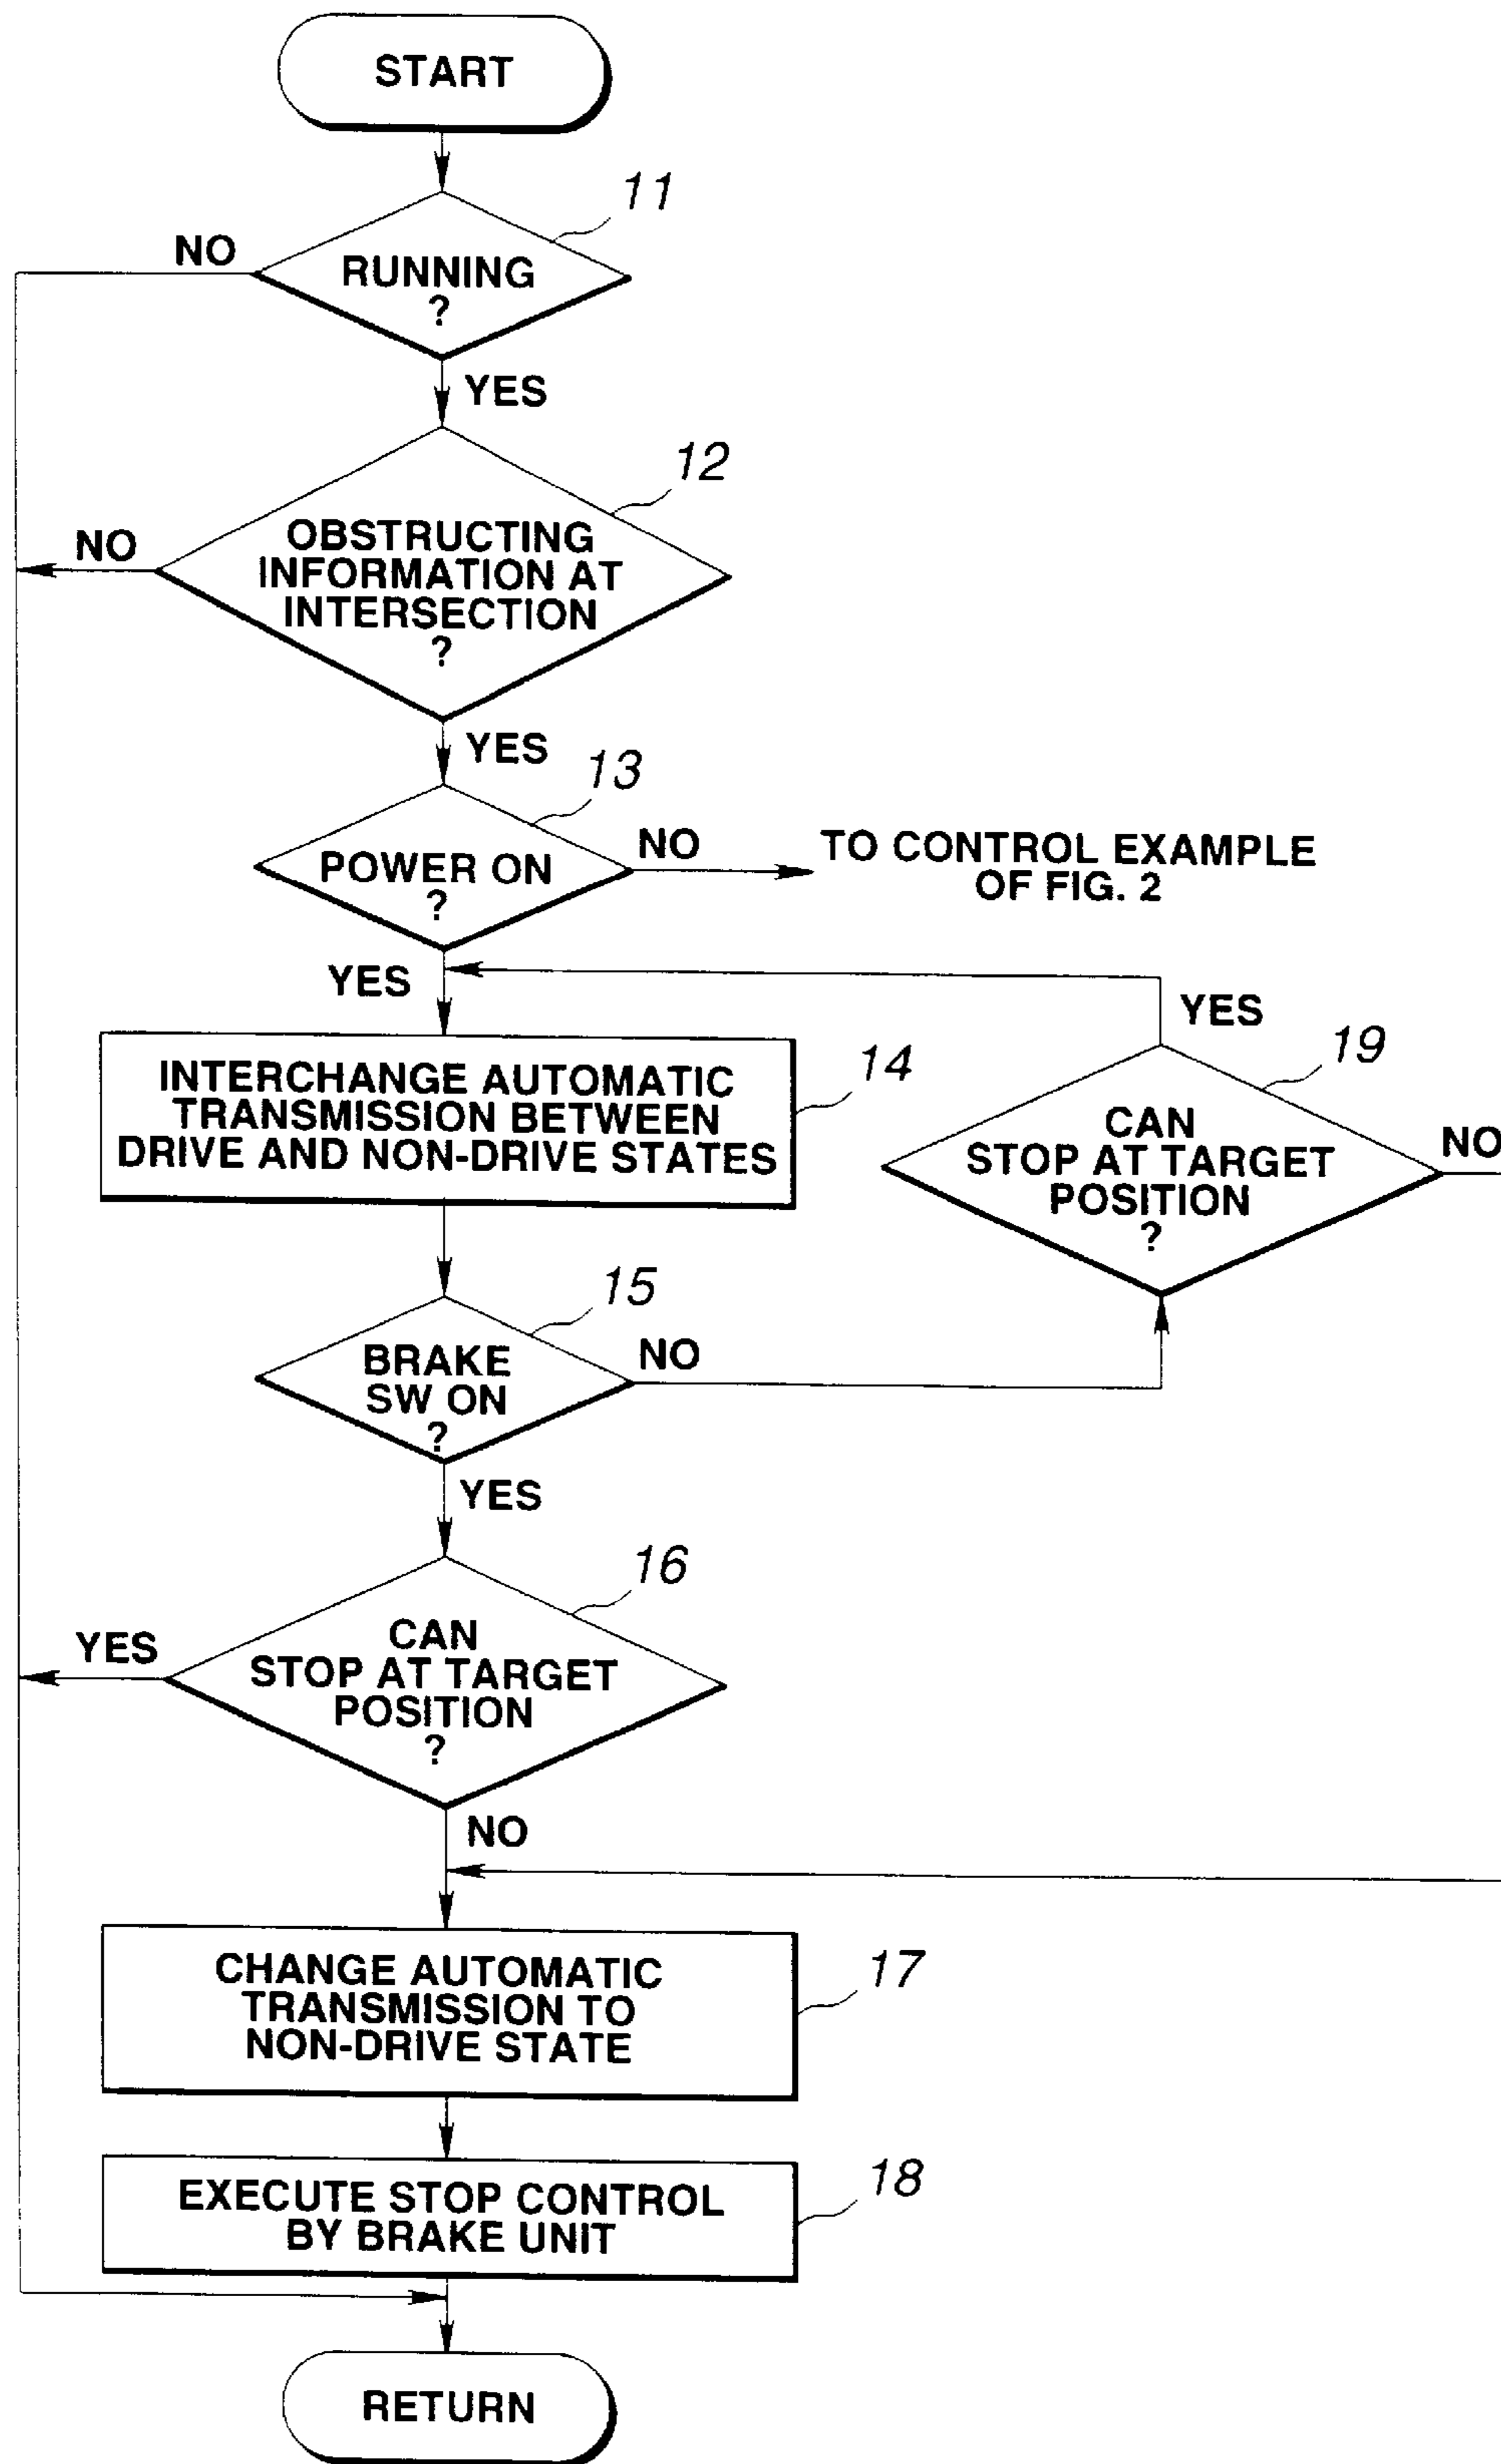 START
11
NO
RUNNING
?
YES
12
NO
OBSTRUCTING
INFORMATION AT
INTERSECTION
?
YES
13
POWER ON
?
NO
TO CONTROL EXAMPLE
OF FIG. 2
YES
YES
14
INTERCHANGE AUTOMATIC
TRANSMISSION BETWEEN
DRIVE AND NON-DRIVE STATES
19
CAN
STOP AT TARGET
POSITION
?
NO
15
BRAKE
SW ON
?
NO
YES
16
YES
CAN
STOP AT TARGET
POSITION
?
NO
17
CHANGE AUTOMATIC
TRANSMISSION TO
NON-DRIVE STATE
18
EXECUTE STOP CONTROL
BY BRAKE UNIT
RETURN